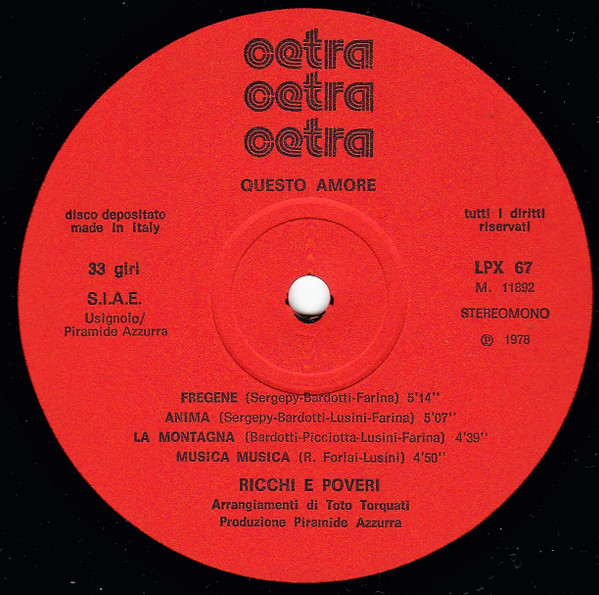 cetra
cetra
cetra
QUESTO AMORE
disco depositato
made in italy
tutti i diritti
riservati
33 giri
LPX 67
S.I.A.E.
M. 11892
Usignolo/
Piramide Azzurra
STEREOMONO
℗ 1978
FREGENE (Sergepy-Bardotti-Farina) 5'14"
ANIMA (Sergepy-Bardotti-Lusini-Farina) 5'07"
LA MONTAGNA (Bardotti-Picciotta-Lusini-Farina) 4'39"
MUSICA MUSICA (R. Forlai-Lusini) 4'50"
RICCHI E POVERI
Arrangiamenti di Toto Torquati
Produzione Piramide Azzurra